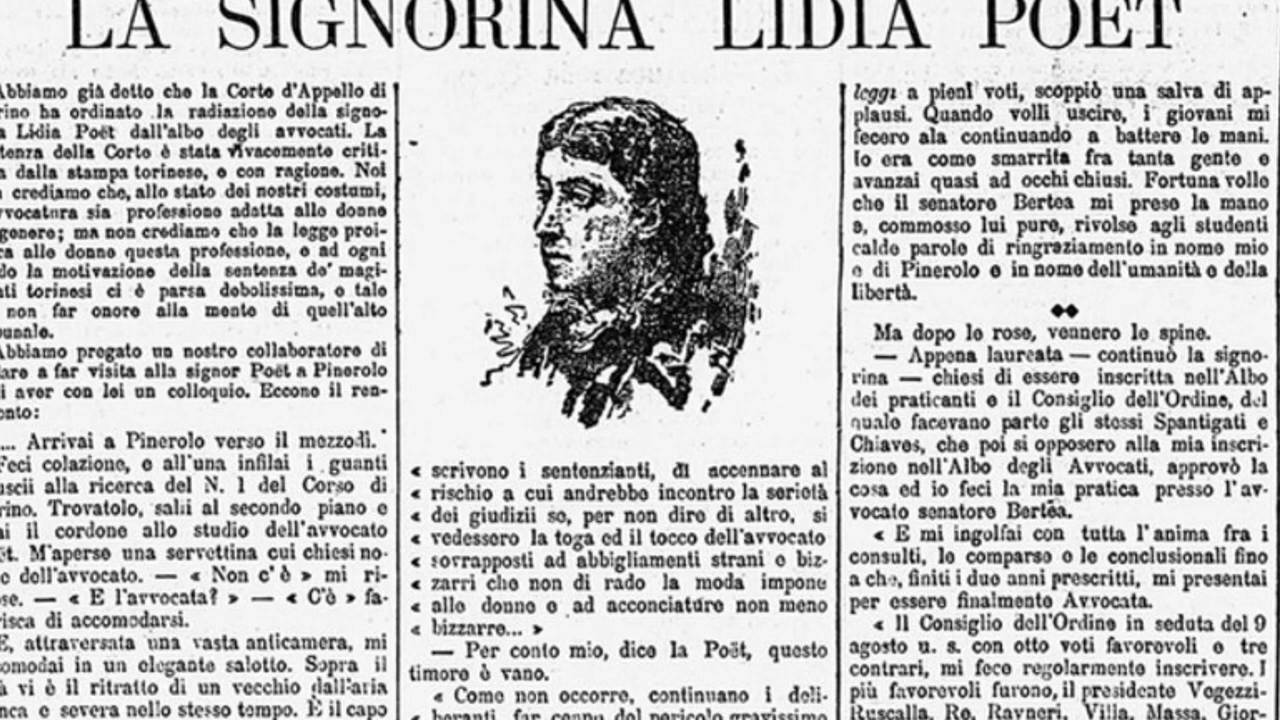 LA SIGNORINA LIDIA POËT
Abbiamo già detto che la Corte d'Appello di
rino ha ordinato la radiazione della signo-
a Lidia Poët dall'albo degli avvocati. La
tenza della Corte è stata vivacemente criti-
a dalla stampa torinese, e con ragione. Noi
crediamo che, allo stato dei nostri costumi,
vvocatura sia professione adatta alle donne
genere; ma non crediamo che la legge proi-
ca alle donne questa professione, e ad ogni
do la motivazione della sentenza de' magi-
ati torinesi ci è parsa debolissima, e tale
non far onore alla mente di quell'alto
bunale.
Abbiamo pregato un nostro collaboratore di
dare a far visita alla signor Poët a Pinerolo
di aver con lei un colloquio. Eccone il ren-
onto:
... Arrivai a Pinerolo verso il mezzodì.
Feci colazione, e all'una infilai i guanti
uscii alla ricerca del N. 1 del Corso di
rino. Trovatolo, salii al secondo piano e
ai il cordone allo studio dell'avvocato
ët. M'aperse una servettina cui chiesi no-
e dell'avvocato. — « Non c'è » mi ri-
ose. — « E l'avvocata? » — « C'è » fa-
risca di accomodarsi.
E, attraversata una vasta anticamera, mi
comodai in un elegante salotto. Sopra il
à vi è il ritratto di un vecchio dall'aria
nca e severa nello stesso tempo. È il capo
« scrivono i sentenzianti, di accennare al
« rischio a cui andrebbe incontro la serietà
« dei giudizii se, per non dire di altro, si
« vedessero la toga ed il tocco dell'avvocato
« sovrapposti ad abbigliamenti strani e biz-
« zarri che non di rado la moda impone
« alle donne e ad acconciature non meno
« bizzarre... »
— Per conto mio, dice la Poët, questo
timore è vano.
« Come non occorre, continuano i deli-
beranti, far cenno del pericolo gravissimo
leggi a pieni voti, scoppiò una salva di ap-
plausi. Quando volli uscire, i giovani mi
fecero ala continuando a battere le mani.
Io era come smarrita fra tanta gente e
avanzai quasi ad occhi chiusi. Fortuna volle
che il senatore Bertea mi prese la mano
e, commosso lui pure, rivolse agli studenti
calde parole di ringraziamento in nome mio
e di Pinerolo e in nome dell'umanità e della
libertà.
Ma dopo le rose, vennero le spine.
— Appena laureata — continuò la signo-
rina — chiesi di essere inscritta nell'Albo
dei praticanti e il Consiglio dell'Ordine, del
quale facevano parte gli stessi Spantigati e
Chiaves, che poi si opposero alla mia inscri-
zione nell'Albo degli Avvocati, approvò la
cosa ed io feci la mia pratica presso l'av-
vocato senatore Bertea.
« E mi ingolfai con tutta l'anima fra i
consulti, le comparse e le conclusionali fino
a che, finiti i due anni prescritti, mi presentai
per essere finalmente Avvocata.
« Il Consiglio dell'Ordine in seduta del 9
agosto u. s. con otto voti favorevoli e tre
contrari, mi fece regolarmente inscrivere. I
più favorevoli furono, il presidente Vegezzi-
Ruscalla, Re, Rayneri, Villa, Massa, Gior-